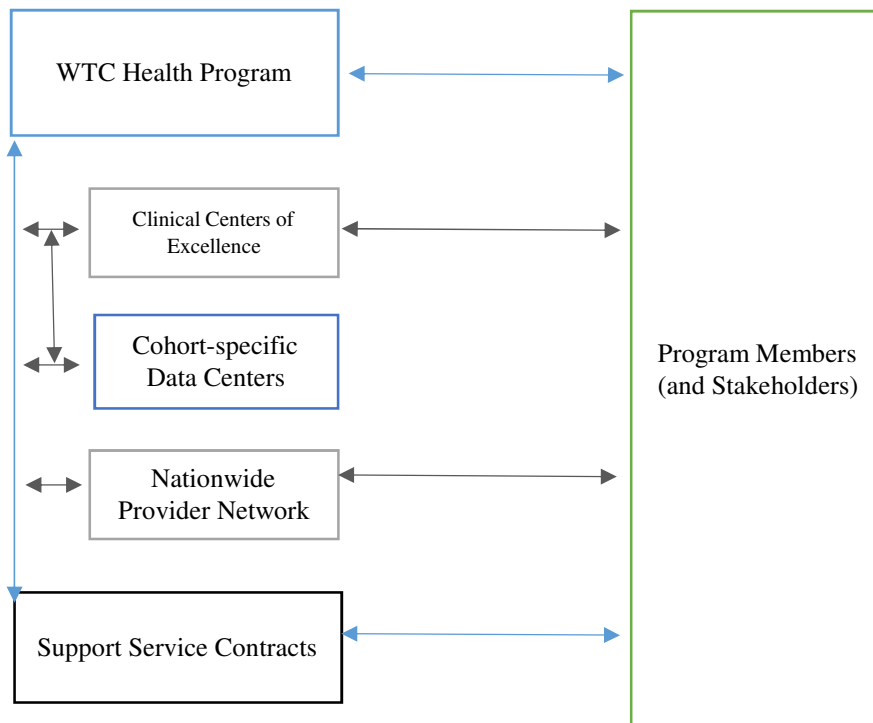 WTC Health Program
Clinical Centers of
Excellence
Cohort-specific
Data Centers
Program Members
(and Stakeholders)
Nationwide
Provider Network
Support Service Contracts